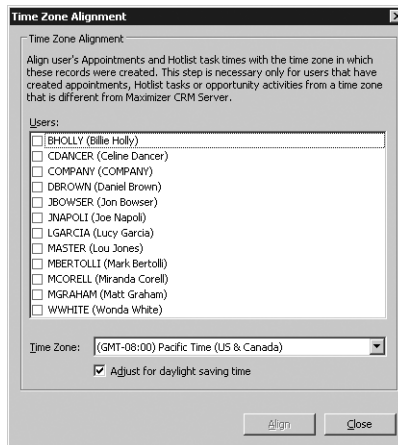 Time Zone Alignment
Time Zone Alignment
Align user's Appointments and Hotlist task times with the time zone in which
these records were created. This step is necessary only for users that have
created appointments, Hotlist tasks or opportunity activities from a time zone
that is different from Maximizer CRM Server.
Users:
BHOLLY (Billie Holly)
CDANCER (Celine Dancer)
COMPANY (COMPANY)
DBROWN (Daniel Brown)
JBOWSER (Jon Bowser)
JNAPOLI (Joe Napoli)
LGARCIA (Lucy Garcia)
MASTER (Lou Jones)
MBERTOLLI (Mark Bertolli)
MCORELL (Miranda Corell)
MGRAHAM (Matt Graham)
WWHITE (Wonda White)
Time Zone: (GMT-08:00) Pacific Time (US & Canada)
Adjust for daylight saving time
Align Close